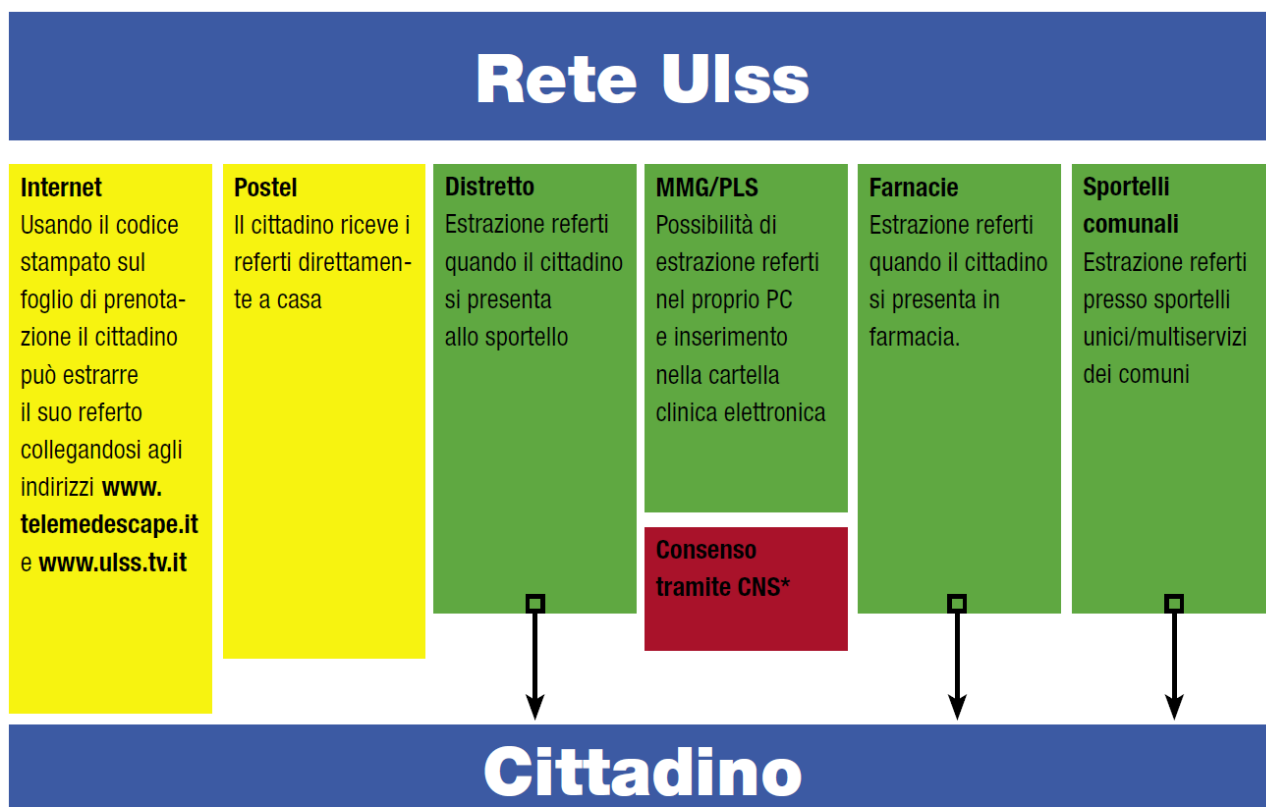 Rete Ulss
Internet
Usando il codice
stampato sul
foglio di prenota-
zione il cittadino
può estrarre
il suo referto
collegandosi agli
indirizzi www.
telemedescape.it
e www.ulss.tv.it
Postel
Il cittadino riceve i
referti direttamen-
te a casa
Distretto
Estrazione referti
quando il cittadino
si presenta
allo sportello
MMG/PLS
Possibilità di
estrazione referti
nel proprio PC
e inserimento
nella cartella
clinica elettronica
Consenso
tramite CNS*
Farnacie
Estrazione referti
quando il cittadino
si presenta in
farmacia.
Sportelli
comunali
Estrazione referti
presso sportelli
unici/multiservizi
dei comuni
Cittadino